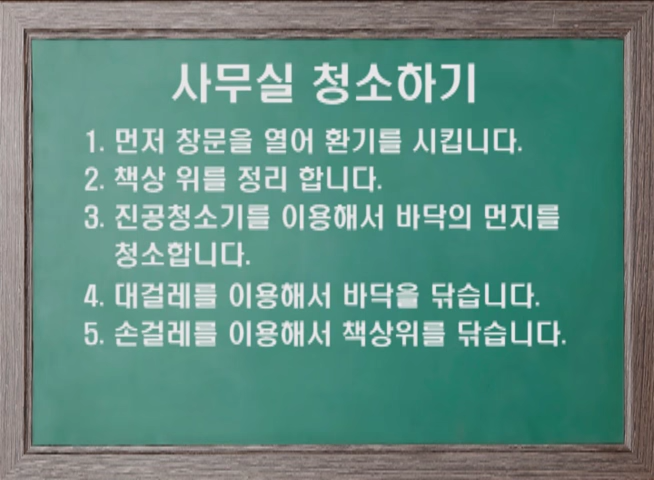 사무실 청소하기
1. 먼저 창문을 열어 환기를 시킵니다.
2. 책상 위를 정리 합니다.
3. 진공청소기를 이용해서 바닥의 먼지를
청소합니다.
4. 대걸레를 이용해서 바닥을 닦습니다.
5. 손걸레를 이용해서 책상위를 닦습니다.